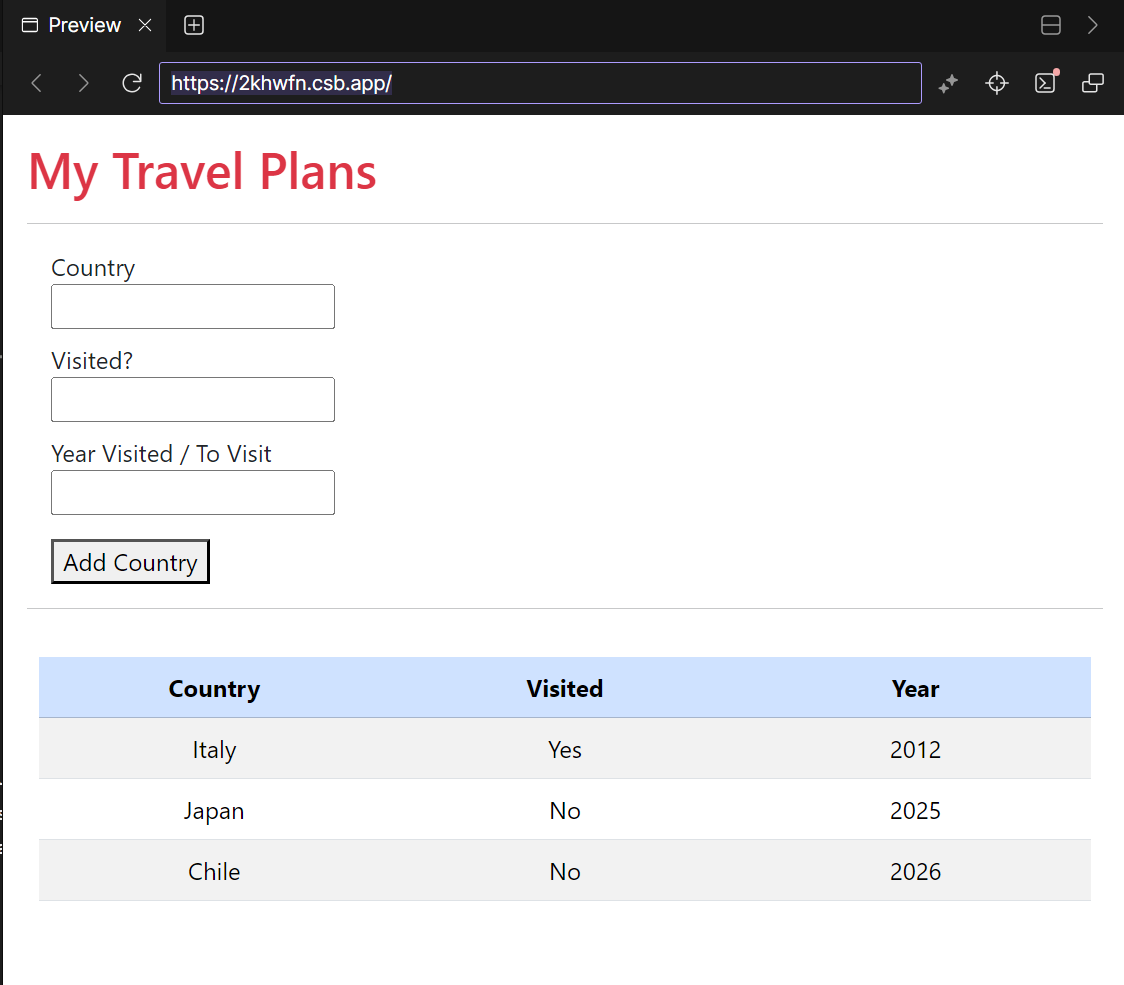 Preview
https://2khwfn.csb.app/
My Travel Plans
Country
Visited?
Year Visited / To Visit
Add Country
Country Visited Year
Italy Yes 2012
Japan No 2025
Chile No 2026